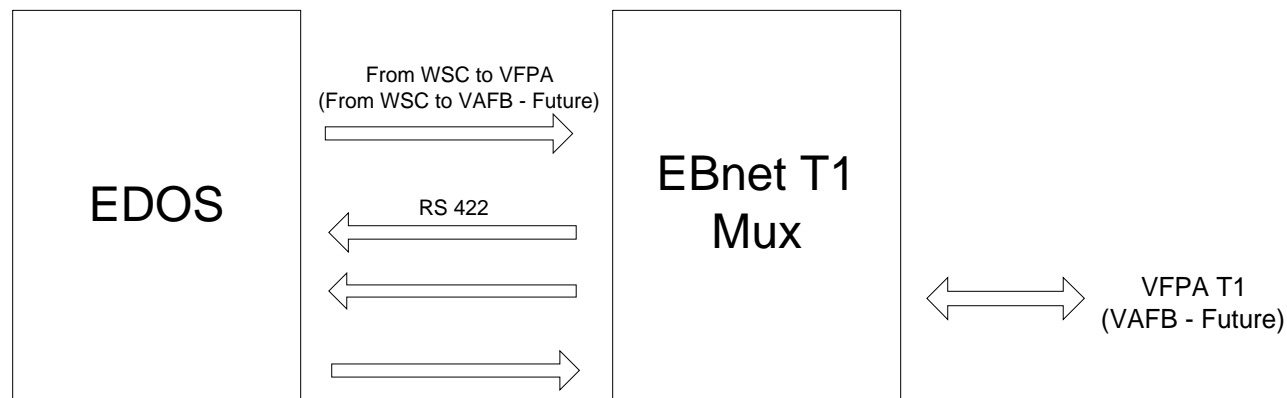 From WSC to VFPA
(From WSC to VAFB - Future)
EDOS
RS 422
EBnet T1
Mux
VFPA T1
(VAFB - Future)